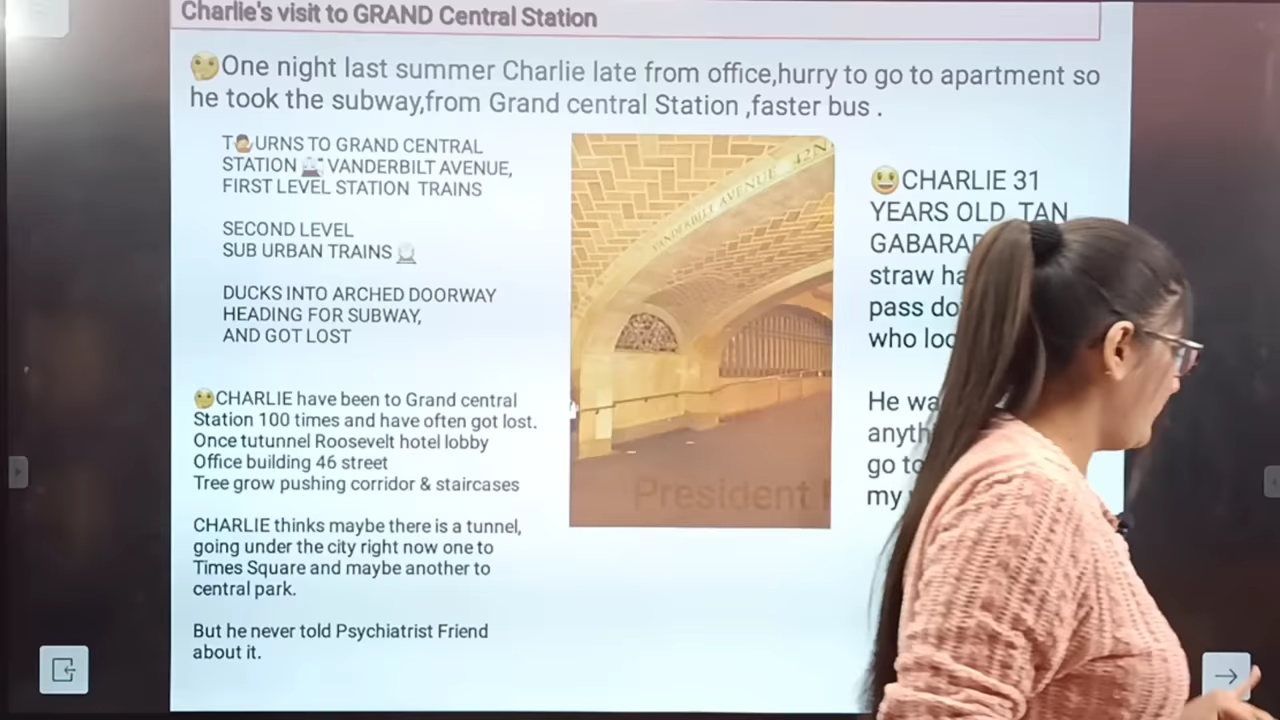 Charlie's visit to GRAND Central Station
One night last summer Charlie late from office,hurry to go to apartment so
he took the subway,from Grand central Station ,faster bus .
T URNS TO GRAND CENTRAL
STATION VANDERBILT AVENUE,
FIRST LEVEL STATION TRAINS
SECOND LEVEL
SUB URBAN TRAINS
DUCKS INTO ARCHED DOORWAY
HEADING FOR SUBWAY,
AND GOT LOST
CHARLIE have been to Grand central
Station 100 times and have often got lost.
Once tutunnel Roosevelt hotel lobby
Office building 46 street
Tree grow pushing corridor & staircases
CHARLIE thinks maybe there is a tunnel,
going under the city right now one to
Times Square and maybe another to
central park.
But he never told Psychiatrist Friend
about it.
VANDERBILT AVENUE 42N
President
CHARLIE 31
YEARS OLD TAN
straw
pass
who
He
go
my